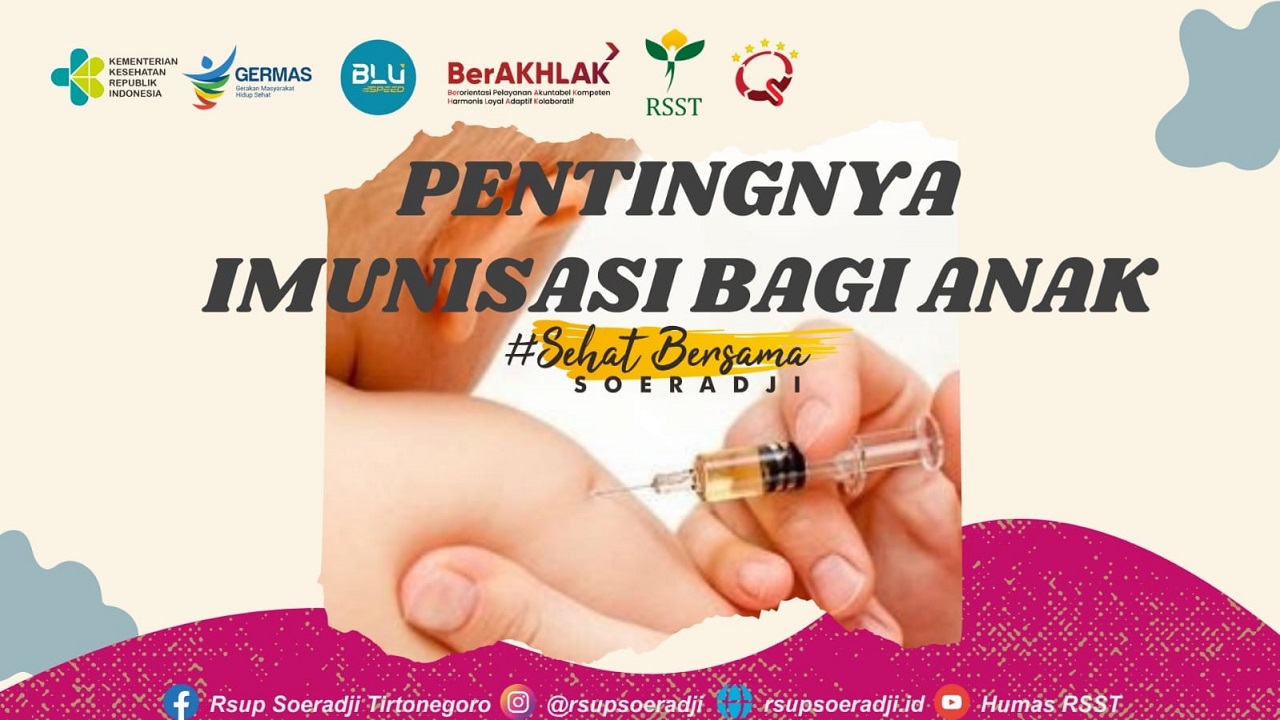 KEMENTERIAN
KESEHATAN
REPUBLIK
INDONESIA
GERMAS
Gerakan Masyarakat
Hidup Sehat
BLU
SPEED
BerAKHLAK
Berorientasi Pelayanan Akuntabel Kompeten
Harmonis Loyal Adaptif Kolaboratif
RSST
PENTINGNYA
IMUNISASI BAGI ANAK
#Sehat Bersama
SOERADJI
Rsup Soeradji Tirtonegoro @rsupsoeradji rsupsoeradji.id Humas RSST